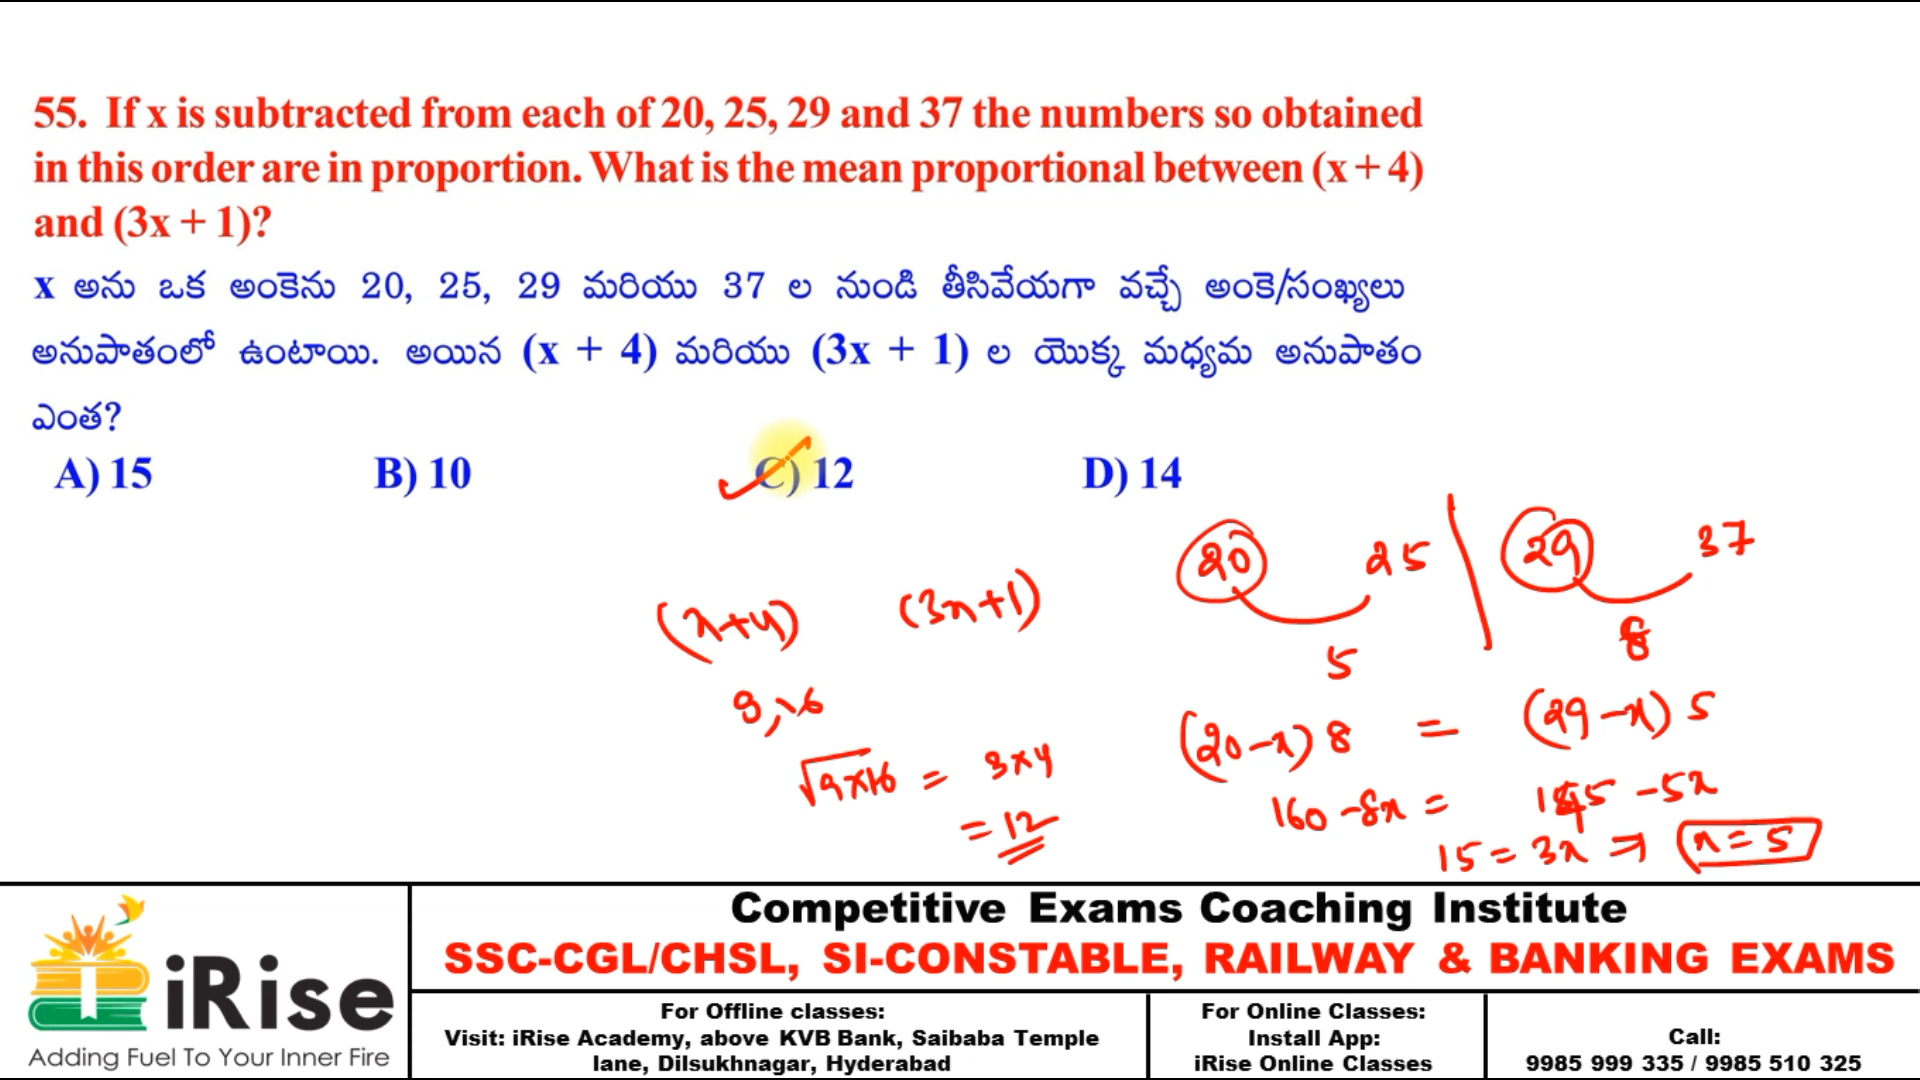 55. If x is subtracted from each of 20, 25, 29 and 37 the numbers so obtained
in this order are in proportion. What is the mean proportional between (x + 4)
and (3x + 1)?
x అను ఒక అంకెను 20, 25, 29 మరియు 37 ల నుండి తీసివేయగా వచ్చే అంకె/సంఖ్యలు
అనుపాతంలో ఉంటాయి. అయిన (x + 4) మరియు (3x + 1) ల యొక్క మధ్యమ అనుపాతం
ఎంత?
A) 15 B) 10 C) 12 D) 14
20 25 29 37
5 8
(x+4) (3x+1)
9, 16
√9×16 = 3×4
= 12
(20-x) 8 = (29-x) 5
160-8x = 145-5x
15 = 3x ⇒ x = 5
iRise
Adding Fuel To Your Inner Fire
Competitive Exams Coaching Institute
SSC-CGL/CHSL, SI-CONSTABLE, RAILWAY & BANKING EXAMS
For Offline classes:
Visit: iRise Academy, above KVB Bank, Saibaba Temple
lane, Dilsukhnagar, Hyderabad
For Online Classes:
Install App:
iRise Online Classes
Call:
9985 999 335 / 9985 510 325